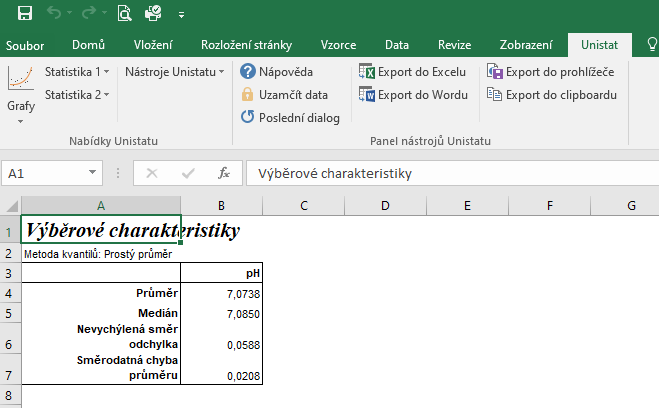 Soubor Domů Vložení Rozložení stránky Vzorce Data Revize Zobrazení Unistat
Grafy
Statistika 1
Statistika 2
Nástroje Unistatu
Nabídky Unistatu
Nápověda
Uzamčít data
Poslední dialog
Export do Excelu
Export do Wordu
Export do prohlížeče
Export do clipboardu
Panel nástrojů Unistatu
A1 fx Výběrové charakteristiky
A B C D E F G
1 Výběrové charakteristiky
2 Metoda kvantilů: Prostý průměr
3 pH
4 Průměr 7,0738
5 Medián 7,0850
Nevychýlená směr
6 odchylka 0,0588
Směrodatná chyba
7 průměru 0,0208
8